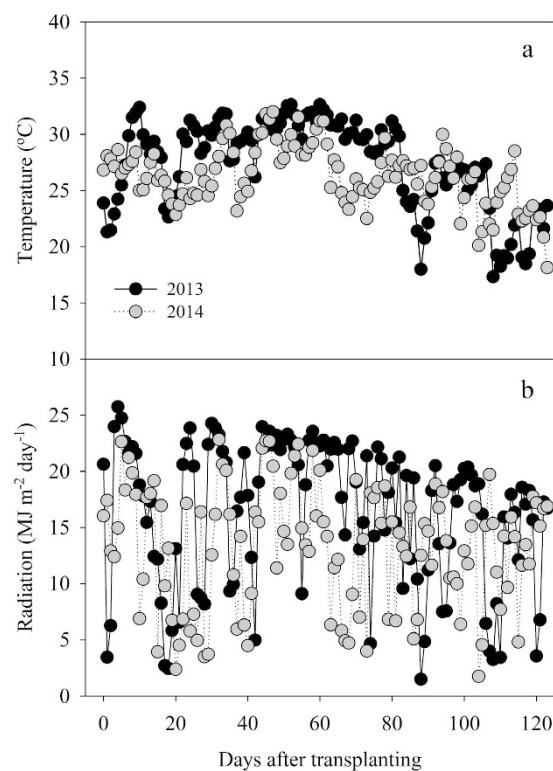 40
a
35
30
25
20
15
10
Temperature (°C)
2013
2014
b
25
20
15
10
5
0
Radiation (MJ m⁻² day⁻¹)
0 20 40 60 80 100 120
Days after transplanting